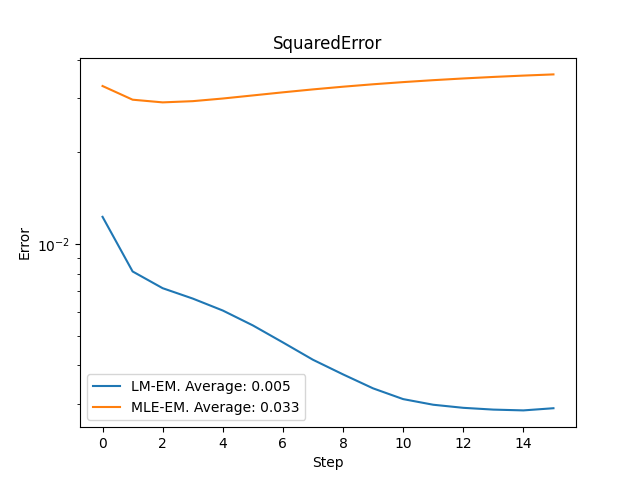 SquaredError
Error
10⁻²
LM-EM. Average: 0.005
MLE-EM. Average: 0.033
0 2 4 6 8 10 12 14
Step